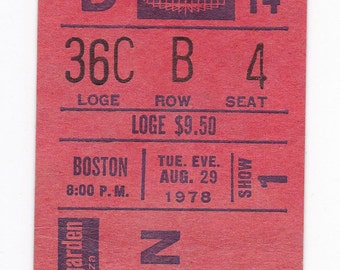 14
36C B 4
LOGE ROW SEAT
LOGE $9.50
BOSTON
8:00 P.M.
TUE. EVE.
AUG. 29
1978
SHOW 1
garden
N